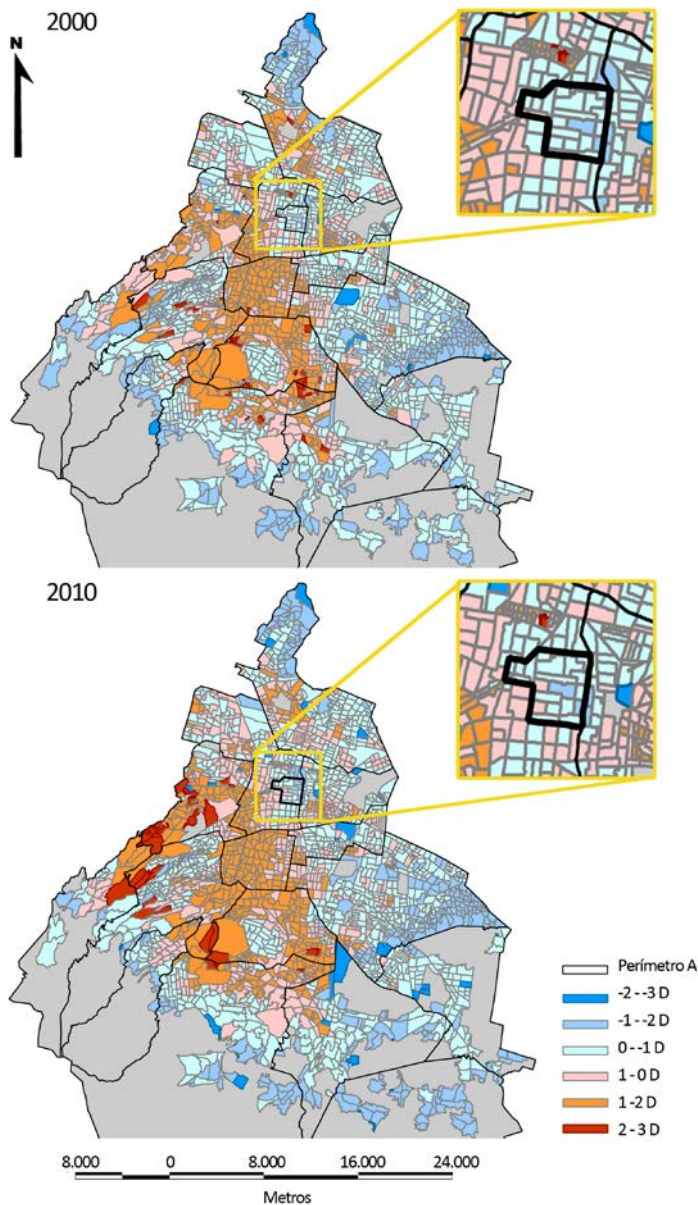 2000
N
2010
Perímetro A
-2--3 D
-1--2 D
0--1 D
1-0 D
1-2 D
2-3 D
8.000 0 8.000 16.000 24.000
Metros